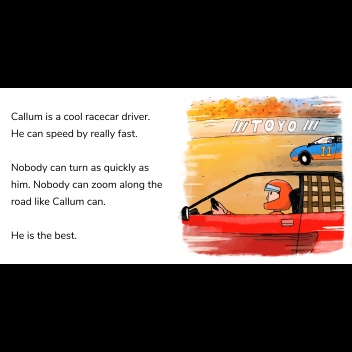 Callum is a cool racecar driver.
He can speed by really fast.
Nobody can turn as quickly as
him. Nobody can zoom along the
road like Callum can.
He is the best.
///TOYO///
71